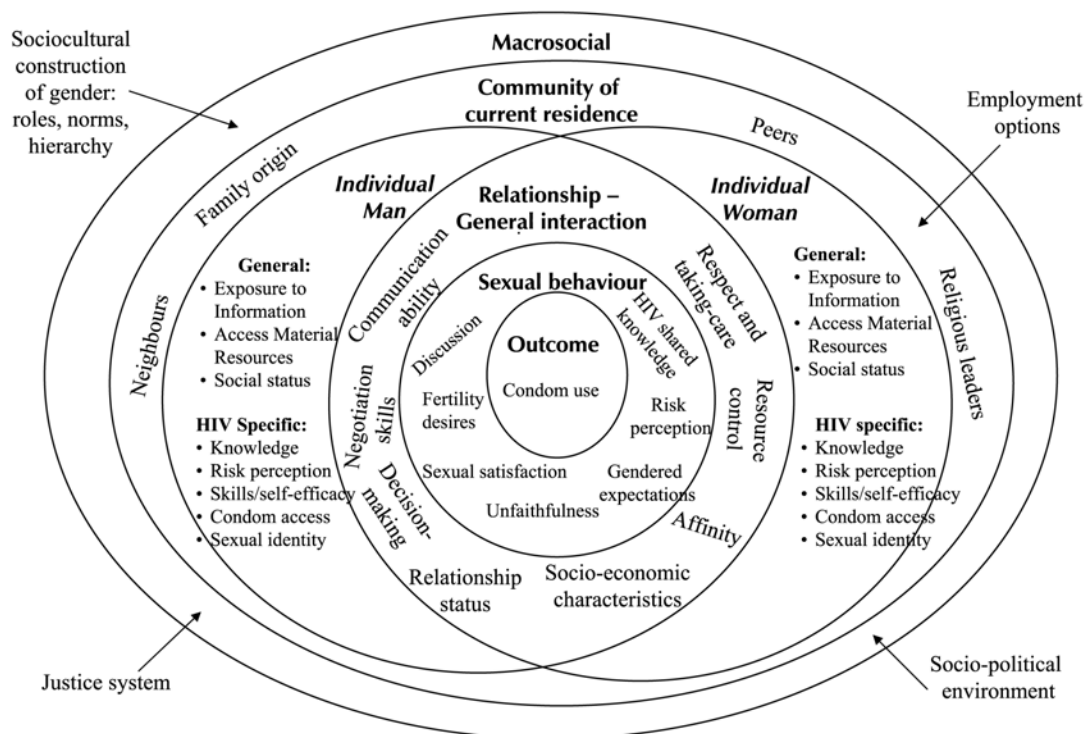 Macrosocial
Sociocultural
construction
of gender:
roles, norms,
hierarchy
Community of
current residence
Employment
options
Family origin
Peers
Neighbours
Religious leaders
Individual
Man
Relationship –
General interaction
Individual
Woman
General:
• Exposure to
Information
• Access Material
Resources
• Social status
HIV Specific:
• Knowledge
• Risk perception
• Skills/self-efficacy
• Condom access
• Sexual identity
Communication
ability
Negotiation
skills
Decision-
making
Relationship
status
Socio-economic
characteristics
Affinity
Resource
control
Respect and
taking-care
Sexual behaviour
Discussion
HIV shared
knowledge
Fertility
desires
Risk
perception
Sexual satisfaction
Gendered
expectations
Unfaithfulness
Outcome
Condom use
General:
• Exposure to
Information
• Access Material
Resources
• Social status
HIV specific:
• Knowledge
• Risk perception
• Skills/self-efficacy
• Condom access
• Sexual identity
Justice system
Socio-political
environment